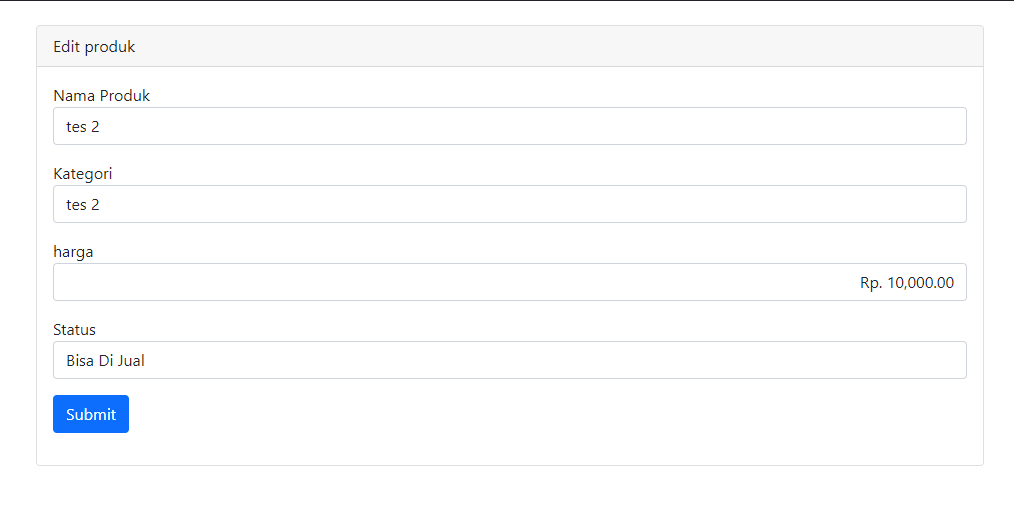 Edit produk
Nama Produk
tes 2
Kategori
tes 2
harga
Rp. 10,000.00
Status
Bisa Di Jual
Submit